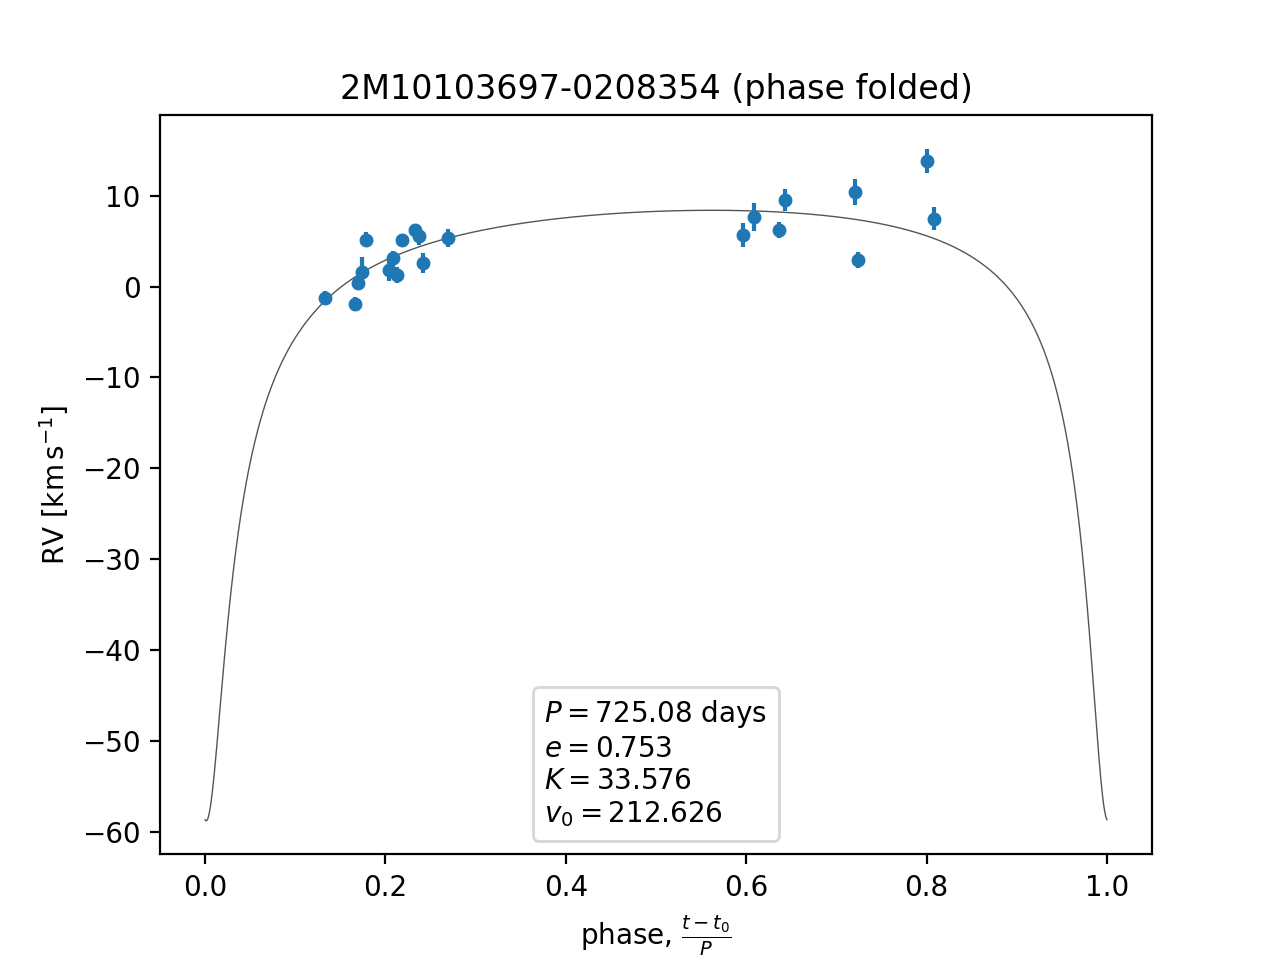 2M10103697-0208354 (phase folded)
RV [km s⁻¹]
10
0
−10
−20
−30
−40
−50
−60
P = 725.08 days
e = 0.753
K = 33.576
v₀ = 212.626
0.0 0.2 0.4 0.6 0.8 1.0
phase, (t − t₀)/P